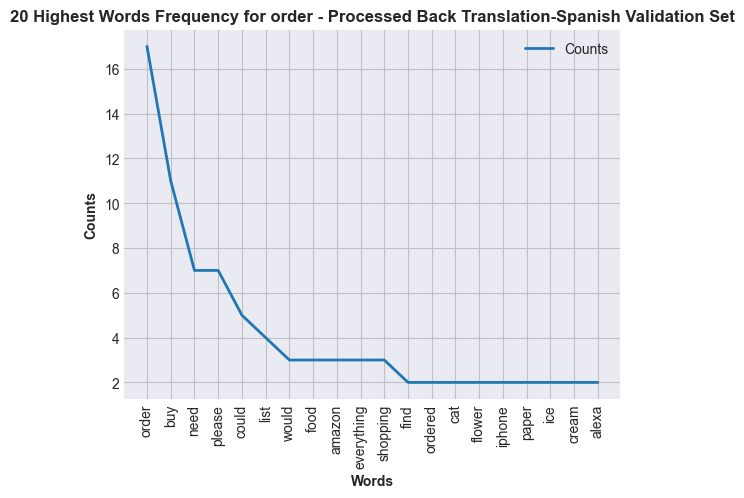 20 Highest Words Frequency for order - Processed Back Translation-Spanish Validation Set
Counts
Counts
16
14
12
10
8
6
4
2
order
buy
need
please
could
list
would
food
amazon
everything
shopping
find
ordered
cat
flower
iphone
paper
ice
cream
alexa
Words